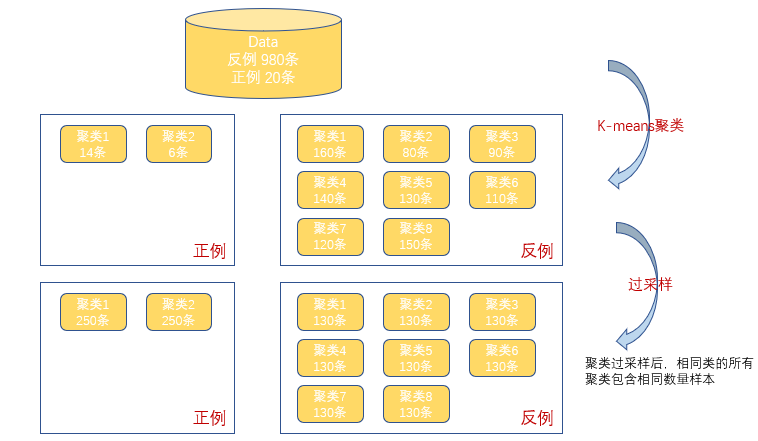 Data
反例 980条
正例 20条
K-means聚类
聚类1
14条
聚类2
6条
正例
聚类1
160条
聚类2
80条
聚类3
90条
聚类4
140条
聚类5
130条
聚类6
110条
聚类7
120条
聚类8
150条
反例
过采样
聚类1
250条
聚类2
250条
正例
聚类1
130条
聚类2
130条
聚类3
130条
聚类4
130条
聚类5
130条
聚类6
130条
聚类7
130条
聚类8
130条
反例
聚类过采样后，相同类的所有
聚类包含相同数量样本